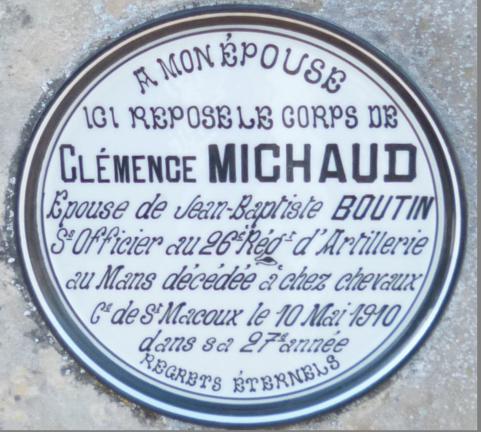 A MON ÉPOUSE
ICI REPOSE LE CORPS DE
CLÉMENCE MICHAUD
Epouse de Jean-Baptiste BOUTIN
Ss Officier au 26e Régt d'Artillerie
au Mans décédée à chez chevaux
Ce de St Macoux le 10 Mai 1910
dans sa 27e année
REGRETS ÉTERNELS